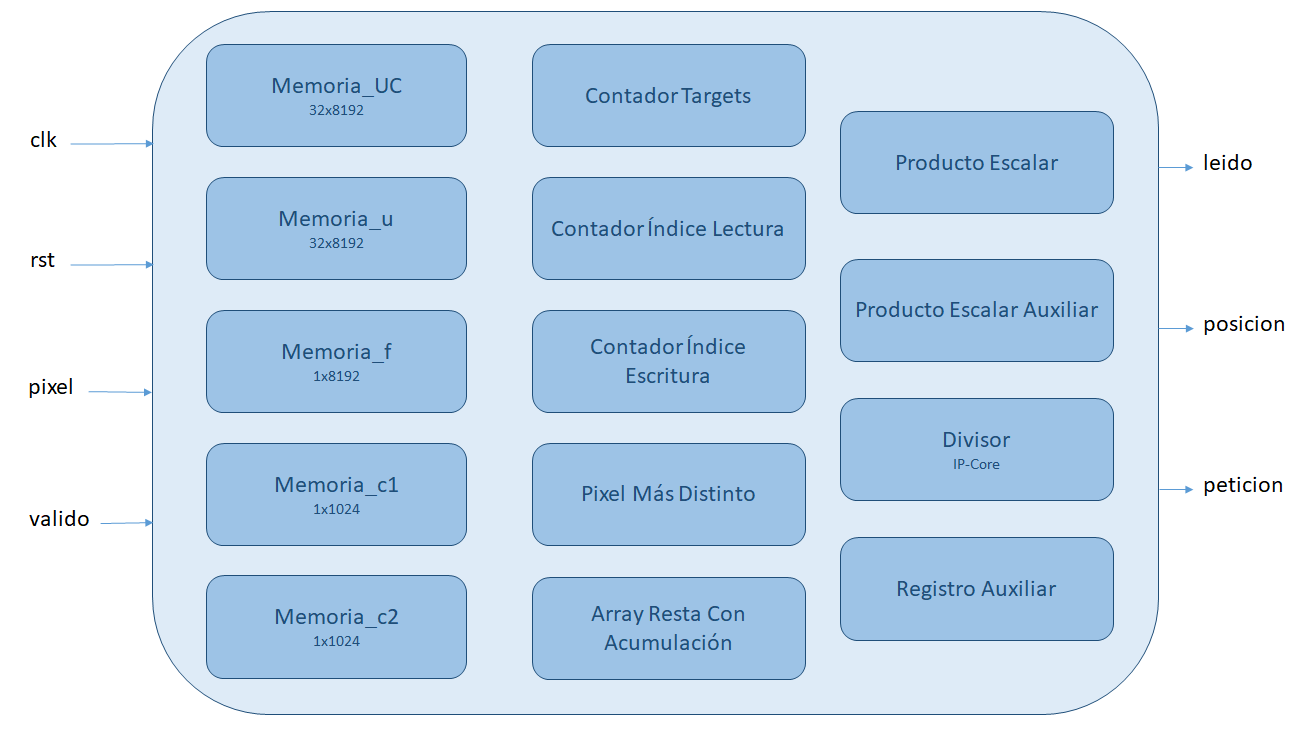 clk
rst
pixel
valido
Memoria_UC
32x8192
Memoria_u
32x8192
Memoria_f
1x8192
Memoria_c1
1x1024
Memoria_c2
1x1024
Contador Targets
Contador Índice Lectura
Contador Índice
Escritura
Pixel Más Distinto
Array Resta Con
Acumulación
Producto Escalar
Producto Escalar Auxiliar
Divisor
IP-Core
Registro Auxiliar
leido
posicion
peticion